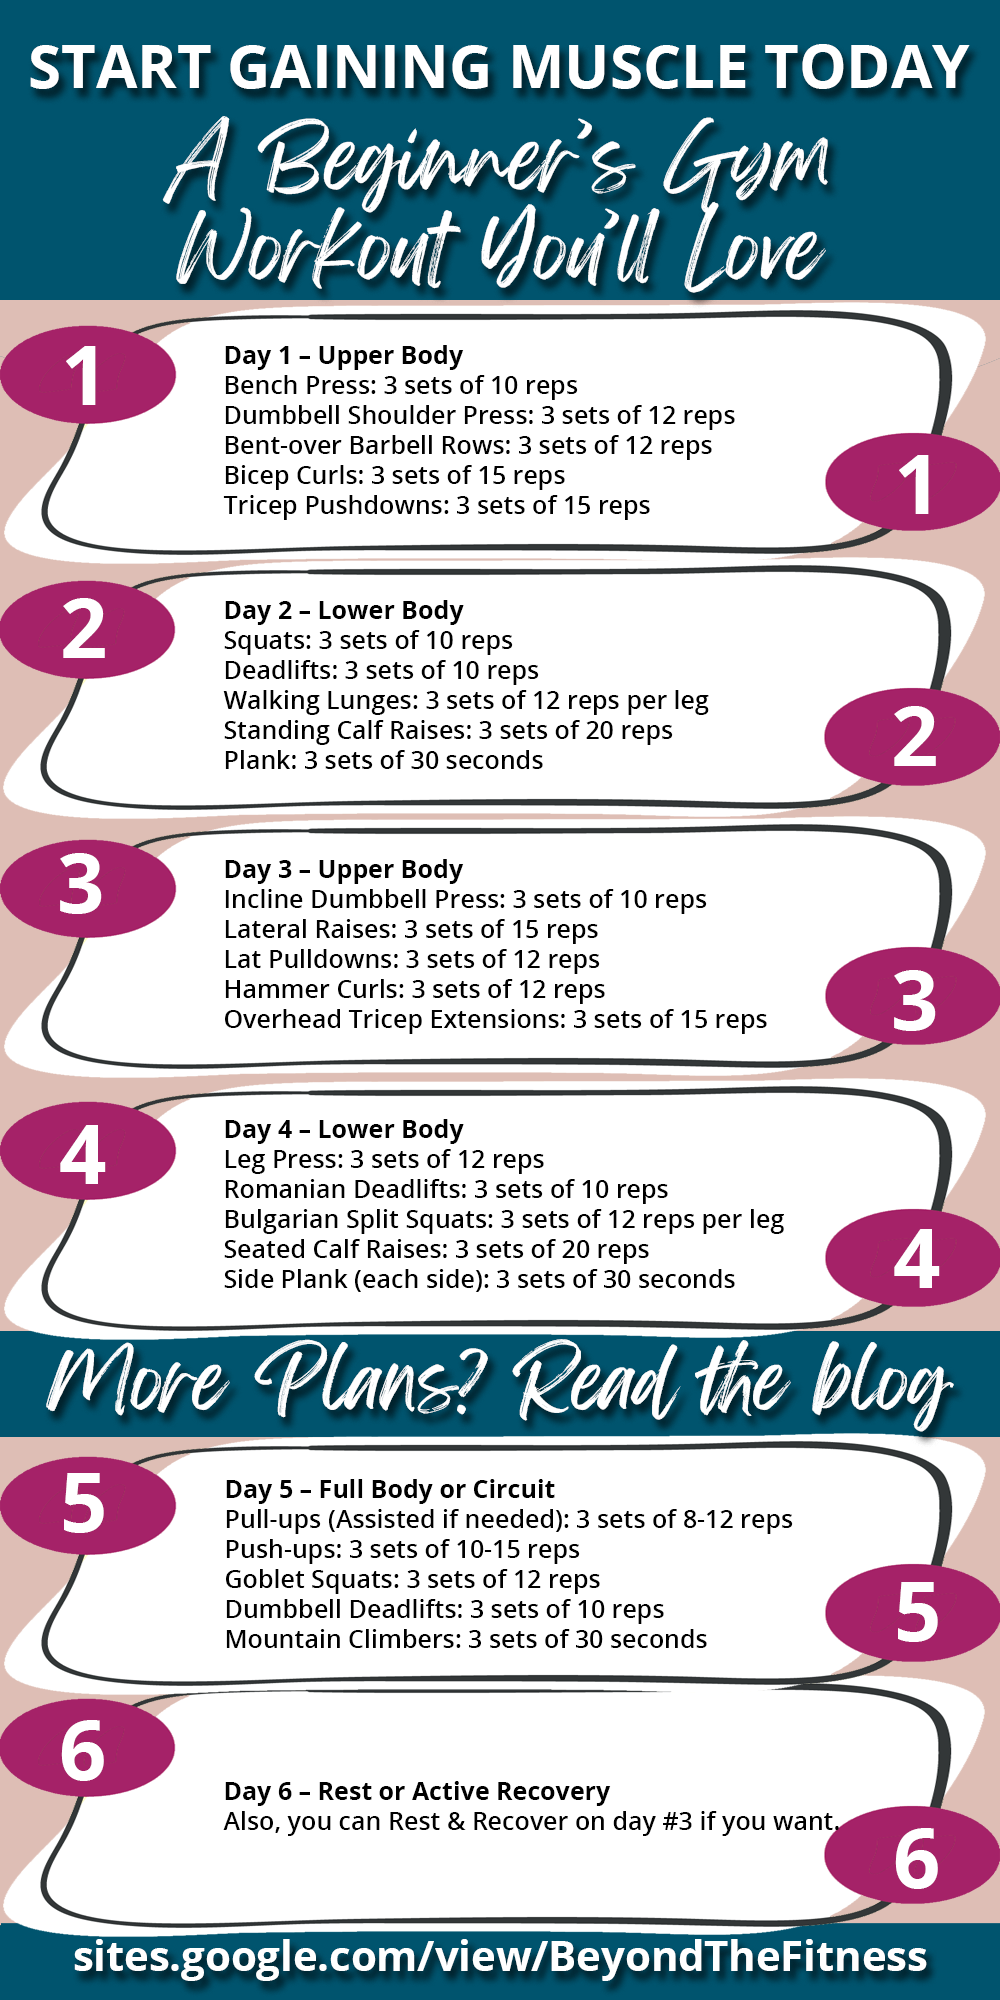 START GAINING MUSCLE TODAY
A Beginner's Gym
Workout You'll Love
1
Day 1 – Upper Body
Bench Press: 3 sets of 10 reps
Dumbbell Shoulder Press: 3 sets of 12 reps
Bent-over Barbell Rows: 3 sets of 12 reps
Bicep Curls: 3 sets of 15 reps
Tricep Pushdowns: 3 sets of 15 reps
1
2
Day 2 – Lower Body
Squats: 3 sets of 10 reps
Deadlifts: 3 sets of 10 reps
Walking Lunges: 3 sets of 12 reps per leg
Standing Calf Raises: 3 sets of 20 reps
Plank: 3 sets of 30 seconds
2
3
Day 3 – Upper Body
Incline Dumbbell Press: 3 sets of 10 reps
Lateral Raises: 3 sets of 15 reps
Lat Pulldowns: 3 sets of 12 reps
Hammer Curls: 3 sets of 12 reps
Overhead Tricep Extensions: 3 sets of 15 reps
3
4
Day 4 – Lower Body
Leg Press: 3 sets of 12 reps
Romanian Deadlifts: 3 sets of 10 reps
Bulgarian Split Squats: 3 sets of 12 reps per leg
Seated Calf Raises: 3 sets of 20 reps
Side Plank (each side): 3 sets of 30 seconds
4
More Plans? Read the blog
5
Day 5 – Full Body or Circuit
Pull-ups (Assisted if needed): 3 sets of 8-12 reps
Push-ups: 3 sets of 10-15 reps
Goblet Squats: 3 sets of 12 reps
Dumbbell Deadlifts: 3 sets of 10 reps
Mountain Climbers: 3 sets of 30 seconds
5
6
Day 6 – Rest or Active Recovery
Also, you can Rest & Recover on day #3 if you want.
6
sites.google.com/view/BeyondTheFitness